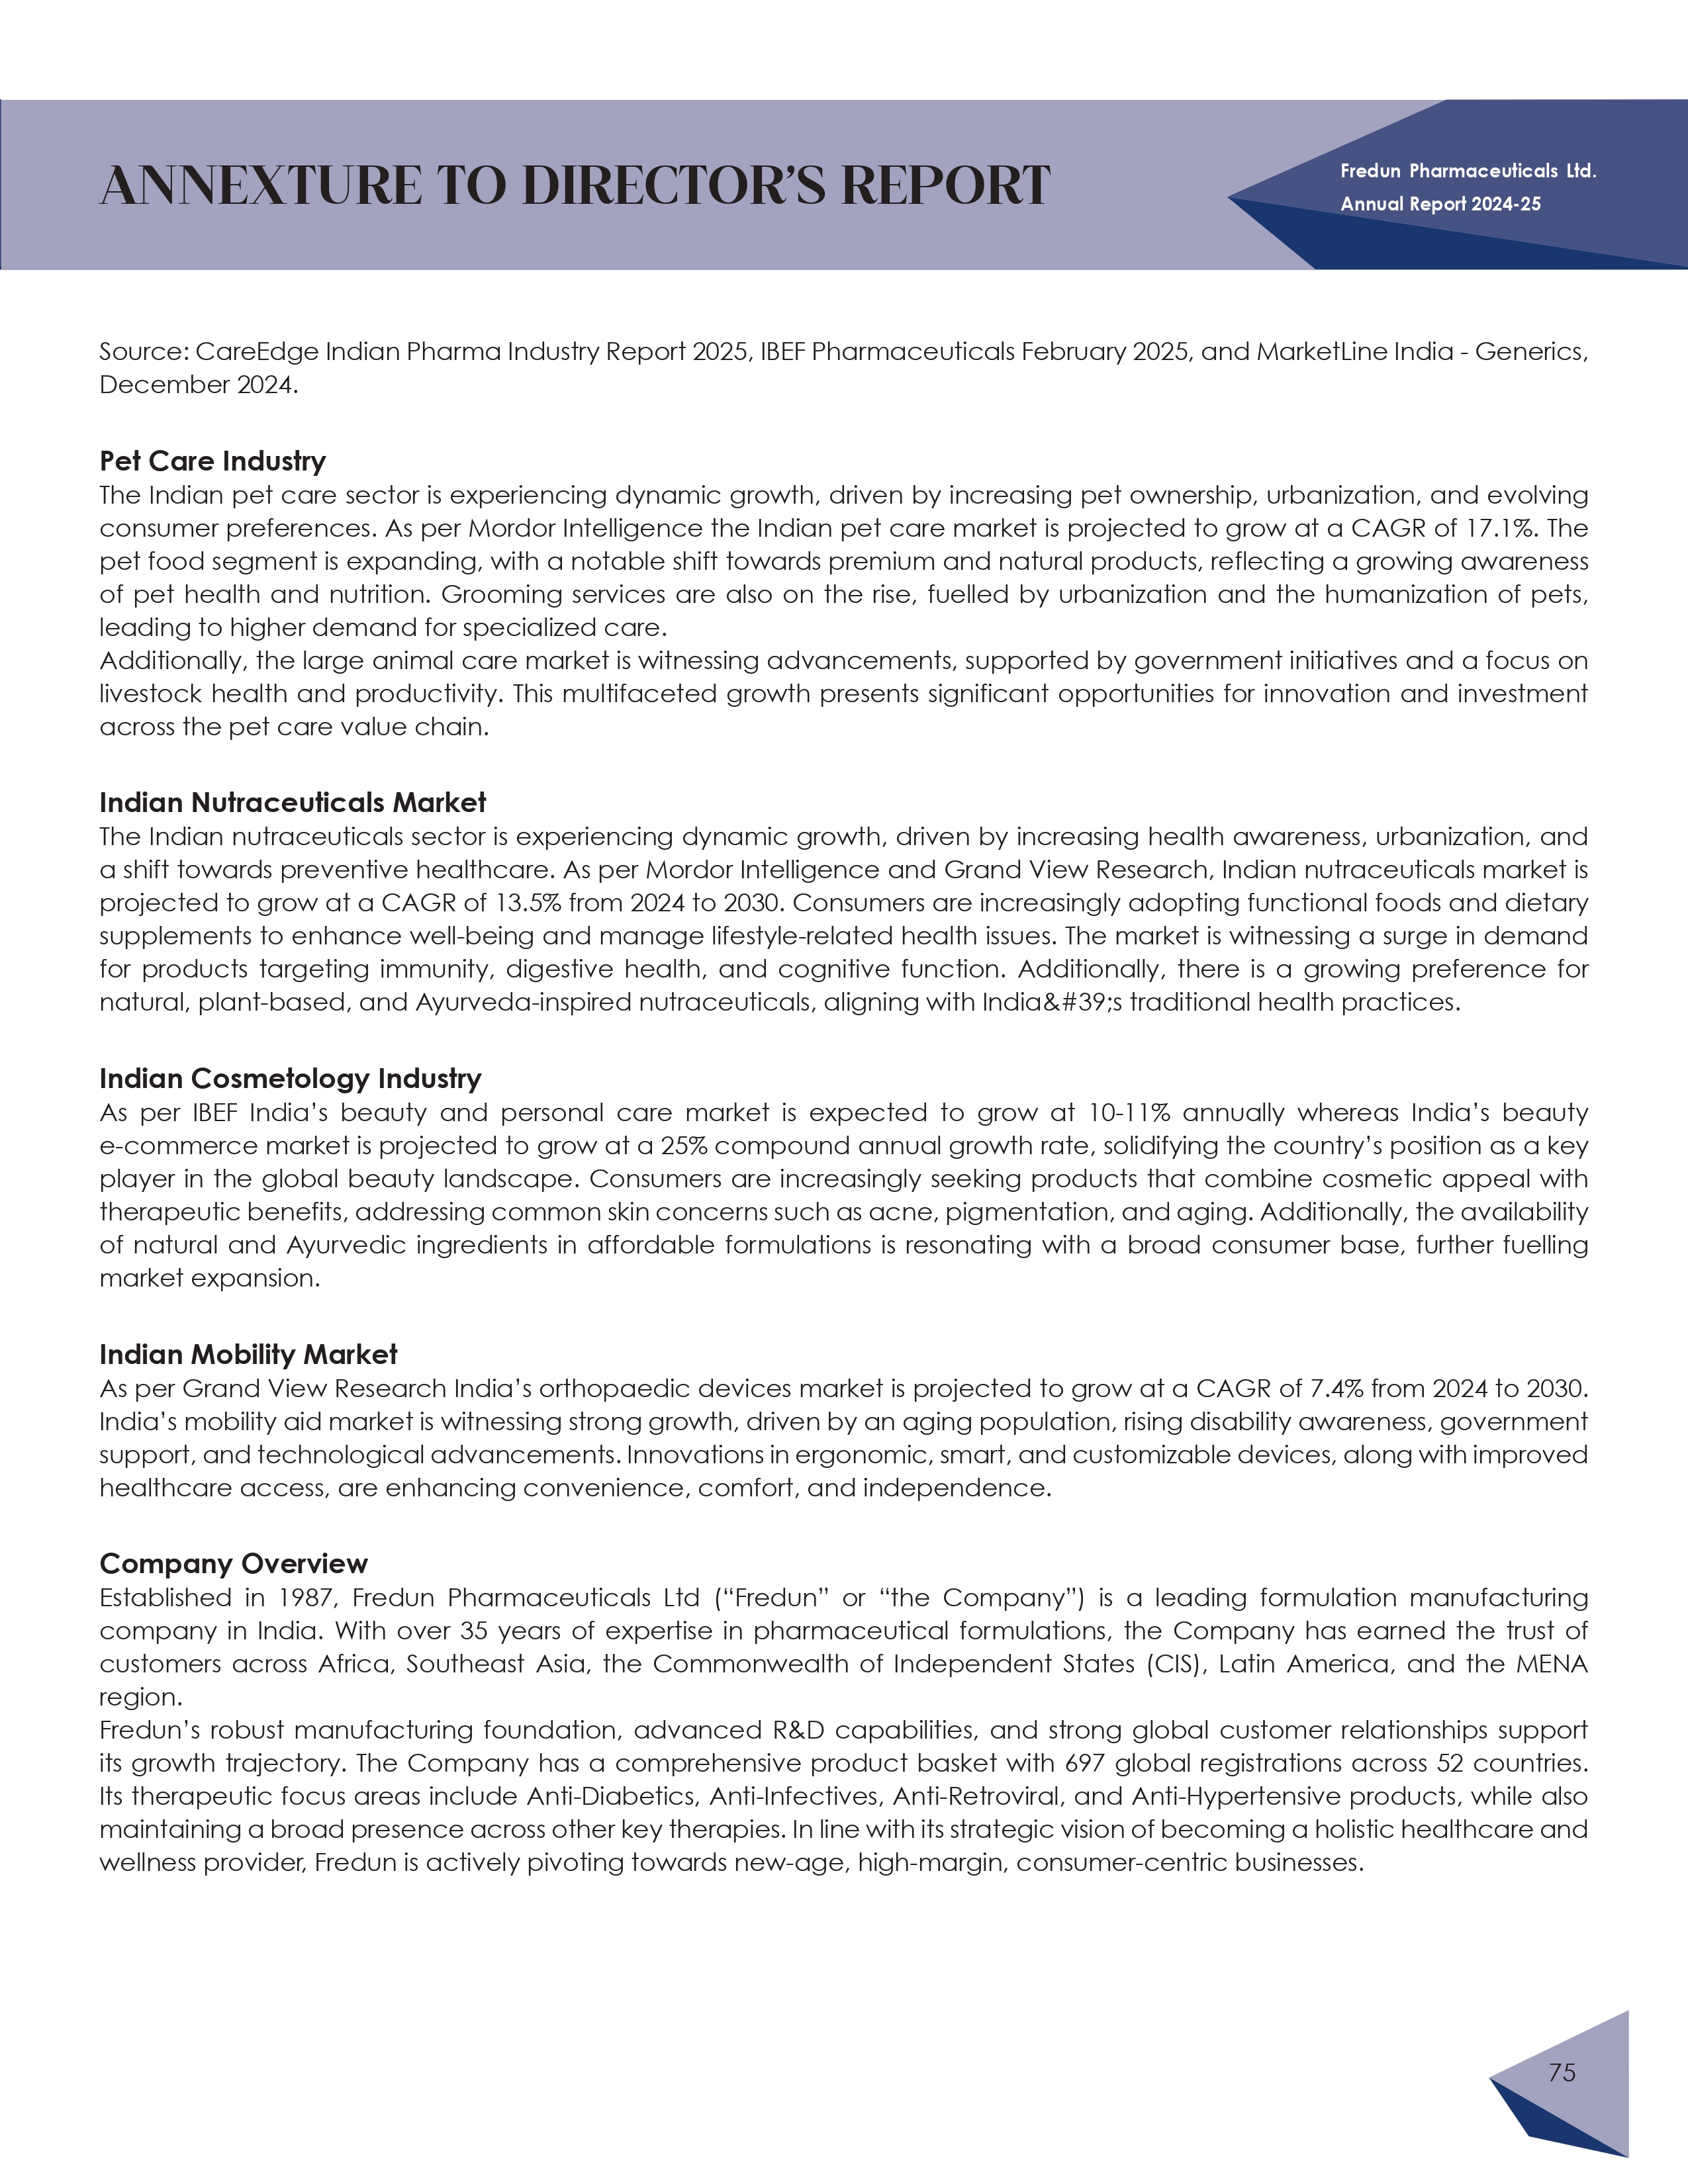 ANNEXTURE TO DIRECTOR'S REPORT
Fredun Pharmaceuticals Ltd.
Annual Report 2024-25
Source: CareEdge Indian Pharma Industry Report 2025, IBEF Pharmaceuticals February 2025, and MarketLine India - Generics,
December 2024.
Pet Care Industry
The Indian pet care sector is experiencing dynamic growth, driven by increasing pet ownership, urbanization, and evolving
consumer preferences. As per Mordor Intelligence the Indian pet care market is projected to grow at a CAGR of 17.1%. The
pet food segment is expanding, with a notable shift towards premium and natural products, reflecting a growing awareness
of pet health and nutrition. Grooming services are also on the rise, fuelled by urbanization and the humanization of pets,
leading to higher demand for specialized care.
Additionally, the large animal care market is witnessing advancements, supported by government initiatives and a focus on
livestock health and productivity. This multifaceted growth presents significant opportunities for innovation and investment
across the pet care value chain.
Indian Nutraceuticals Market
The Indian nutraceuticals sector is experiencing dynamic growth, driven by increasing health awareness, urbanization, and
a shift towards preventive healthcare. As per Mordor Intelligence and Grand View Research, Indian nutraceuticals market is
projected to grow at a CAGR of 13.5% from 2024 to 2030. Consumers are increasingly adopting functional foods and dietary
supplements to enhance well-being and manage lifestyle-related health issues. The market is witnessing a surge in demand
for products targeting immunity, digestive health, and cognitive function. Additionally, there is a growing preference for
natural, plant-based, and Ayurveda-inspired nutraceuticals, aligning with India&#39;s traditional health practices.
Indian Cosmetology Industry
As per IBEF India's beauty and personal care market is expected to grow at 10-11% annually whereas India's beauty
e-commerce market is projected to grow at a 25% compound annual growth rate, solidifying the country's position as a key
player in the global beauty landscape. Consumers are increasingly seeking products that combine cosmetic appeal with
therapeutic benefits, addressing common skin concerns such as acne, pigmentation, and aging. Additionally, the availability
of natural and Ayurvedic ingredients in affordable formulations is resonating with a broad consumer base, further fuelling
market expansion.
Indian Mobility Market
As per Grand View Research India's orthopaedic devices market is projected to grow at a CAGR of 7.4% from 2024 to 2030.
India's mobility aid market is witnessing strong growth, driven by an aging population, rising disability awareness, government
support, and technological advancements. Innovations in ergonomic, smart, and customizable devices, along with improved
healthcare access, are enhancing convenience, comfort, and independence.
Company Overview
Established in 1987, Fredun Pharmaceuticals Ltd (“Fredun” or “the Company”) is a leading formulation manufacturing
company in India. With over 35 years of expertise in pharmaceutical formulations, the Company has earned the trust of
customers across Africa, Southeast Asia, the Commonwealth of Independent States (CIS), Latin America, and the MENA
region.
Fredun's robust manufacturing foundation, advanced R&D capabilities, and strong global customer relationships support
its growth trajectory. The Company has a comprehensive product basket with 697 global registrations across 52 countries.
Its therapeutic focus areas include Anti-Diabetics, Anti-Infectives, Anti-Retroviral, and Anti-Hypertensive products, while also
maintaining a broad presence across other key therapies. In line with its strategic vision of becoming a holistic healthcare and
wellness provider, Fredun is actively pivoting towards new-age, high-margin, consumer-centric businesses.
75